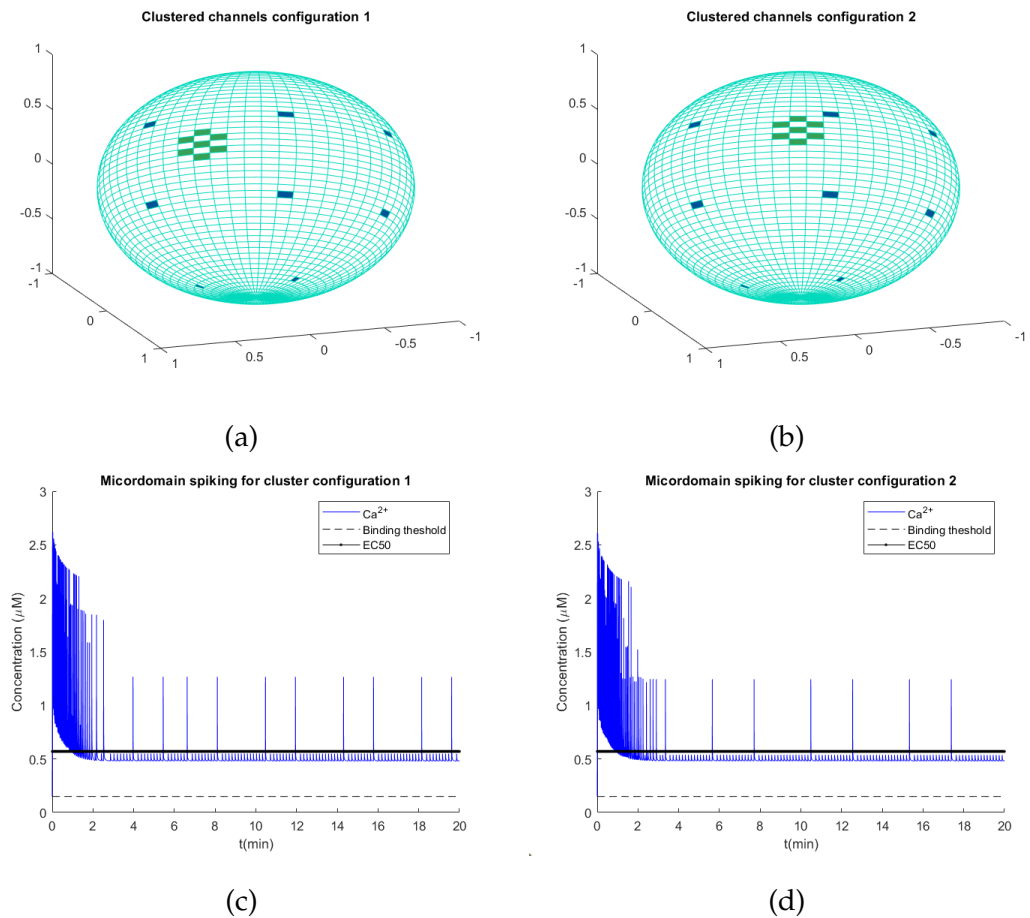 Clustered channels configuration 1
1
0.5
0
-0.5
-1
-1
0
1
1
0.5
0
-0.5
-1
(a)
Clustered channels configuration 2
1
0.5
0
-0.5
-1
-1
0
1
1
0.5
0
-0.5
-1
(b)
Micordomain spiking for cluster configuration 1
3
2.5
2
1.5
1
0.5
0
Concentration (μM)
Ca2+
Binding theshold
EC50
0 2 4 6 8 10 12 14 16 18 20
t(min)
(c)
Micordomain spiking for cluster configuration 2
3
2.5
2
1.5
1
0.5
0
Concentration (μM)
Ca2+
Binding theshold
EC50
0 2 4 6 8 10 12 14 16 18 20
t(min)
(d)